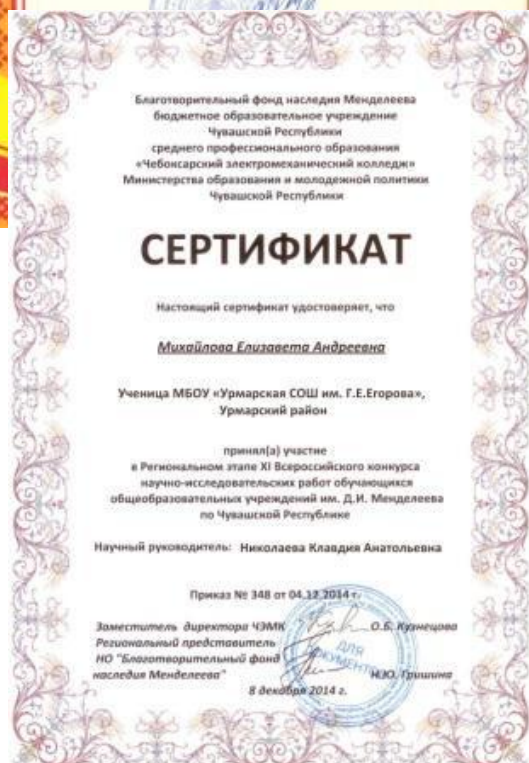 Благотворительный фонд наследия Менделеева
бюджетное образовательное учреждение
Чувашской Республики
среднего профессионального образования
«Чебоксарский электромеханический колледж»
Министерства образования и молодежной политики
Чувашской Республики
СЕРТИФИКАТ
Настоящий сертификат удостоверяет, что
Михайлова Елизавета Андреевна
Ученица МБОУ «Урмарская СОШ им. Г.Е.Егорова»,
Урмарский район
принял(а) участие
в Региональном этапе XI Всероссийского конкурса
научно-исследовательских работ обучающихся
общеобразовательных учреждений им. Д.И. Менделеева
по Чувашской Республике
Научный руководитель: Николаева Клавдия Анатольевна
Приказ № 348 от 04.12.2014 г.
Заместитель директора ЧЭМК О.Б. Кузнецова
Региональный представитель
НО "Благотворительный фонд
наследия Менделеева" Н.Ю. Гришина
ДЛЯ
ДОКУМЕНТОВ
8 декабря 2014 г.